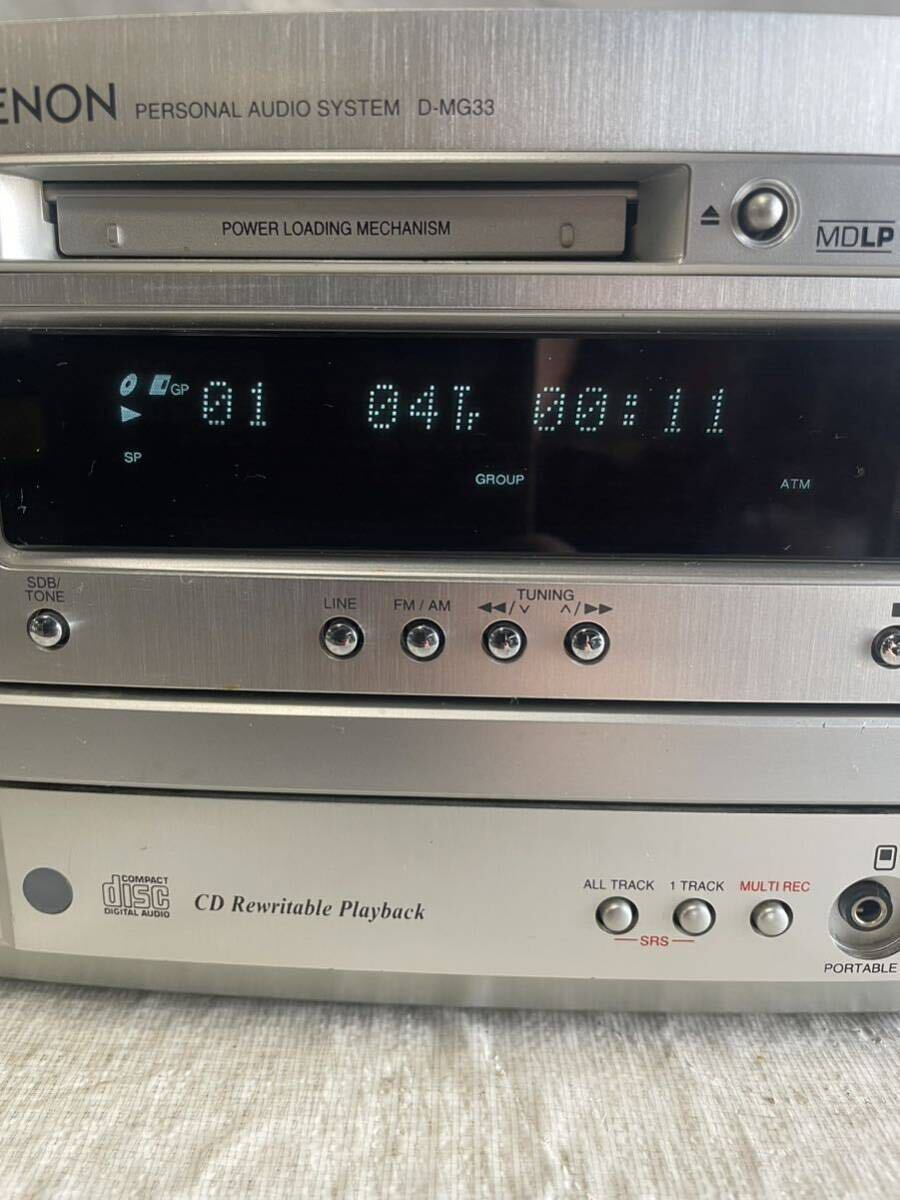 ENON PERSONAL AUDIO SYSTEM D-MG33
POWER LOADING MECHANISM
MDLP
GP 01 04Tr 00:11
SP
GROUP
ATM
SDB/
TONE
LINE
FM / AM
TUNING
COMPACT
disc
DIGITAL AUDIO
CD Rewritable Playback
ALL TRACK 1 TRACK MULTI REC
SRS
PORTABLE